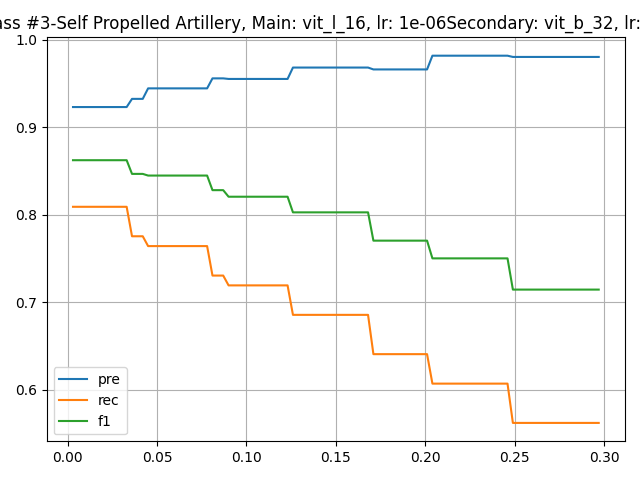 ass #3-Self Propelled Artillery, Main: vit_l_16, lr: 1e-06Secondary: vit_b_32, lr:
1.0
0.9
0.8
0.7
0.6
pre
rec
f1
0.00 0.05 0.10 0.15 0.20 0.25 0.30